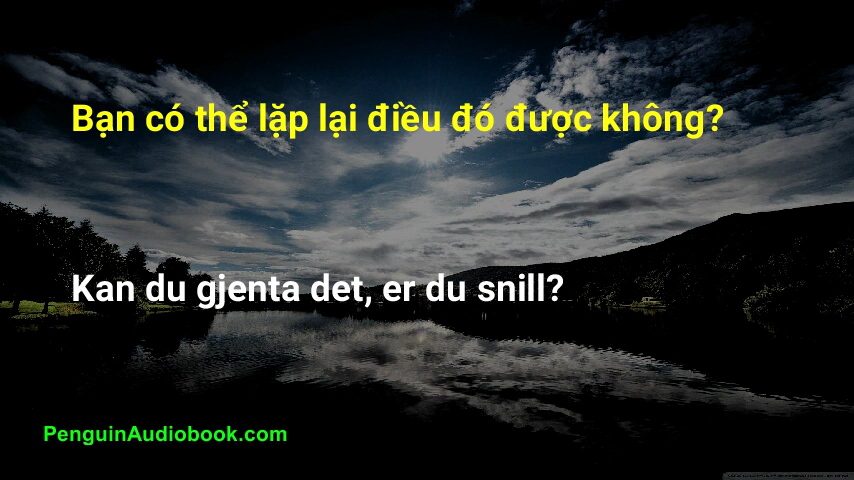 Bạn có thể lặp lại điều đó được không?
Kan du gjenta det, er du snill?
PenguinAudiobook.com